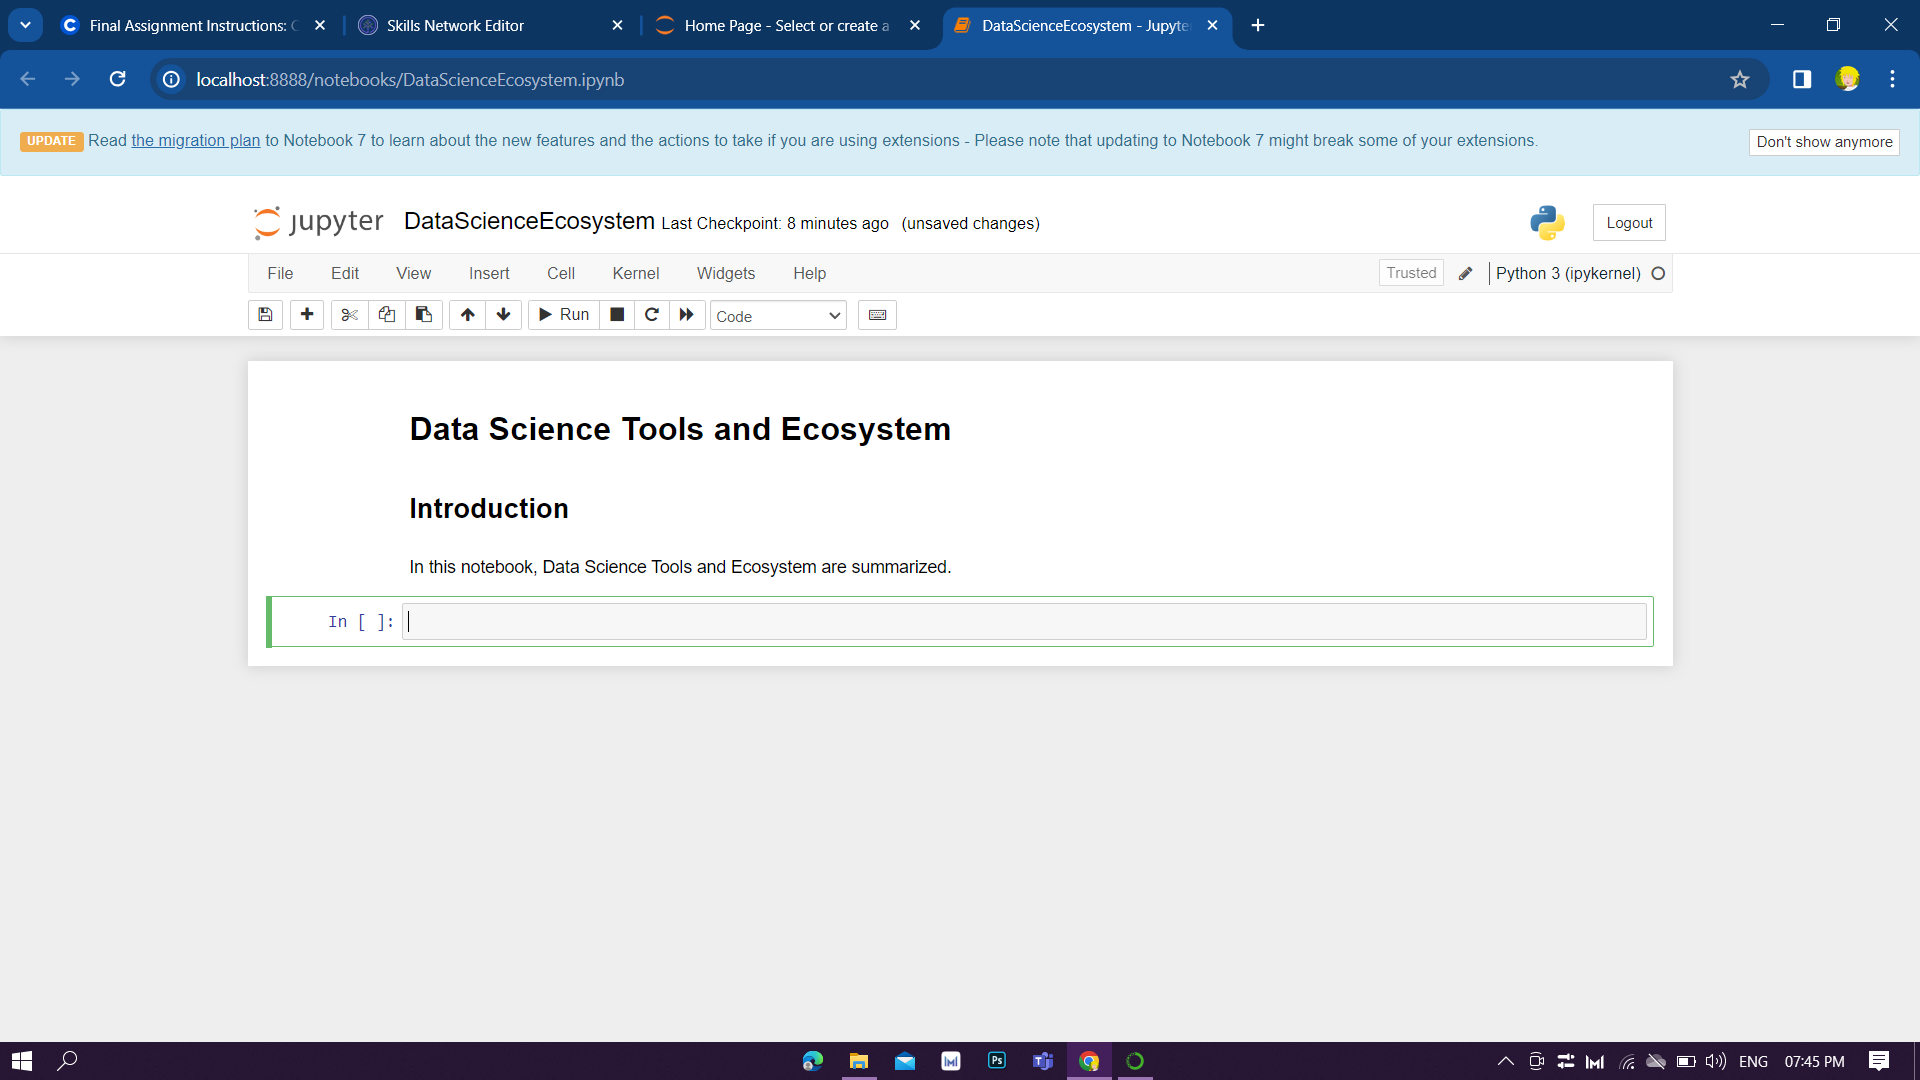 Final Assignment Instructions: C
Skills Network Editor
Home Page - Select or create a
DataScienceEcosystem - Jupyte
localhost:8888/notebooks/DataScienceEcosystem.ipynb
UPDATE Read the migration plan to Notebook 7 to learn about the new features and the actions to take if you are using extensions - Please note that updating to Notebook 7 might break some of your extensions.
Don't show anymore
jupyter DataScienceEcosystem Last Checkpoint: 8 minutes ago (unsaved changes)
Logout
File Edit View Insert Cell Kernel Widgets Help
Trusted Python 3 (ipykernel)
Run Code
Data Science Tools and Ecosystem
Introduction
In this notebook, Data Science Tools and Ecosystem are summarized.
In [ ]:
Ps
ENG 07:45 PM